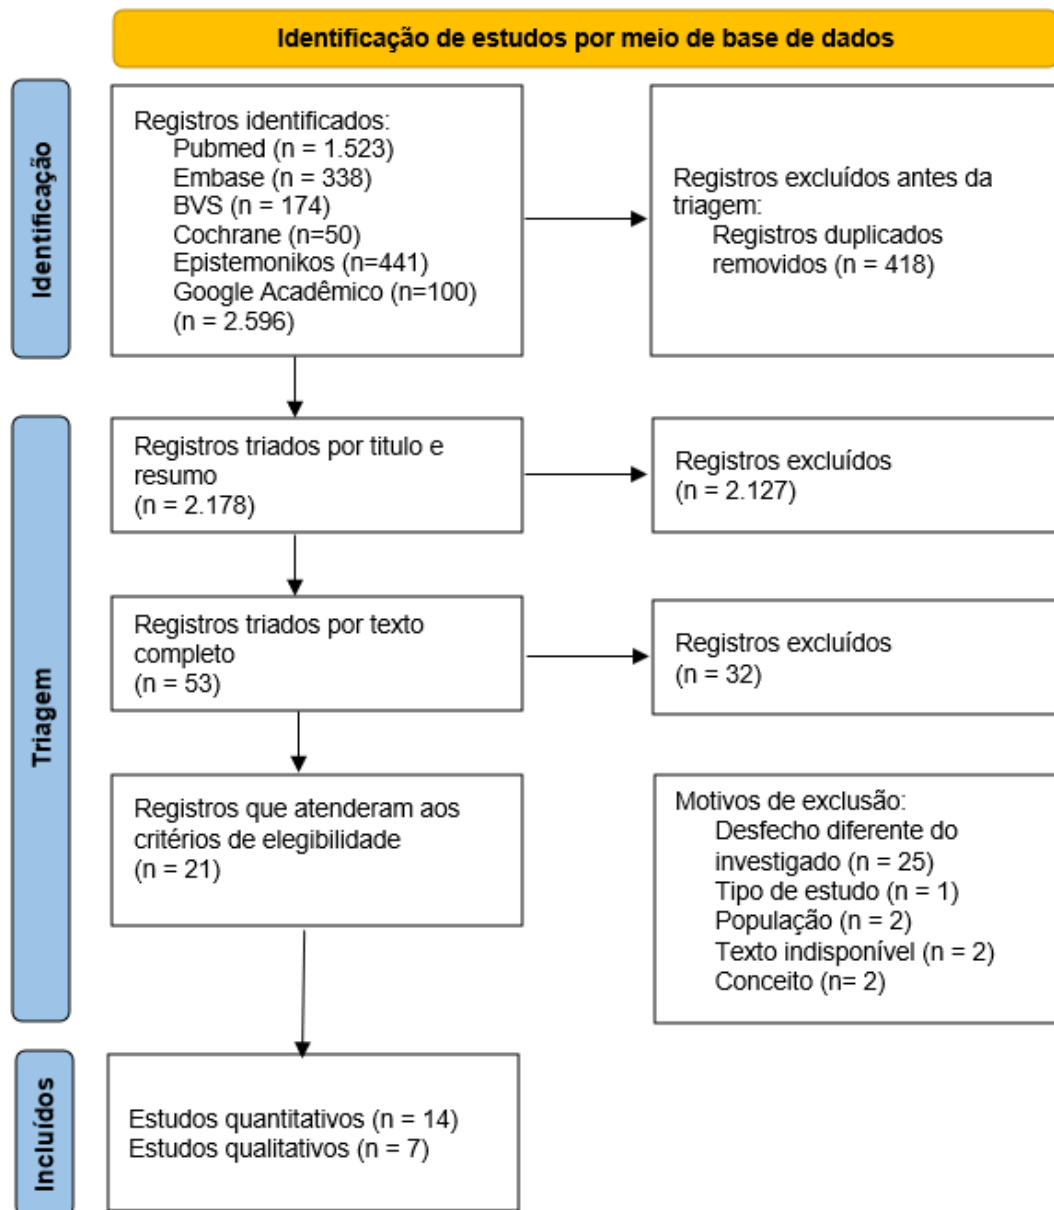 Identificação de estudos por meio de base de dados
Identificação
Registros identificados:
Pubmed (n = 1.523)
Embase (n = 338)
BVS (n = 174)
Cochrane (n=50)
Epistemonikos (n=441)
Google Acadêmico (n=100)
(n = 2.596)
Registros excluídos antes da
triagem:
Registros duplicados
removidos (n = 418)
Triagem
Registros triados por titulo e
resumo
(n = 2.178)
Registros excluídos
(n = 2.127)
Registros triados por texto
completo
(n = 53)
Registros excluídos
(n = 32)
Registros que atenderam aos
critérios de elegibilidade
(n = 21)
Motivos de exclusão:
Desfecho diferente do
investigado (n = 25)
Tipo de estudo (n = 1)
População (n = 2)
Texto indisponível (n = 2)
Conceito (n= 2)
Incluídos
Estudos quantitativos (n = 14)
Estudos qualitativos (n = 7)